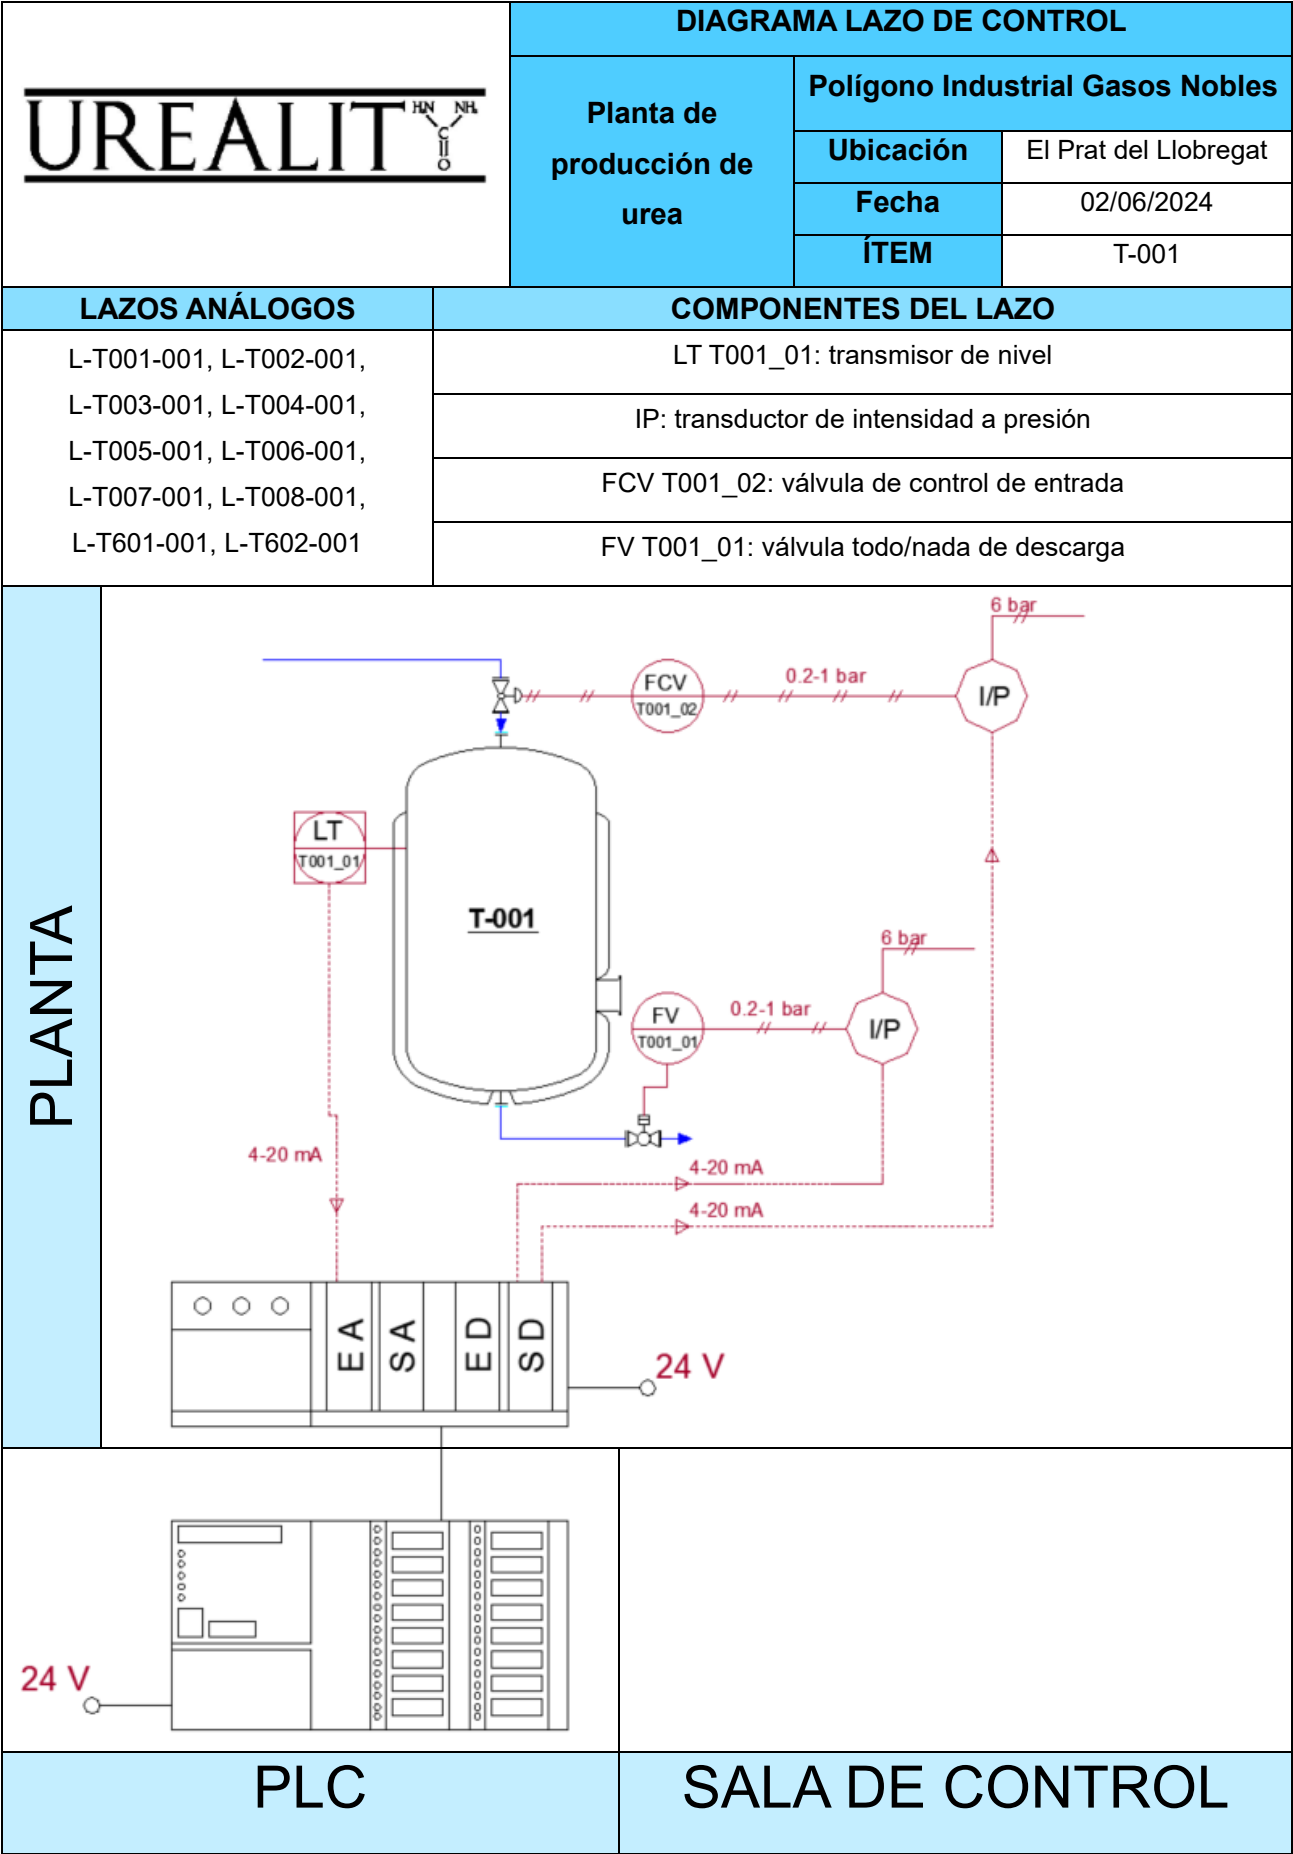 UREALITY
HN
NH₂
C
O
DIAGRAMA LAZO DE CONTROL
Planta de
producción de
urea
Polígono Industrial Gasos Nobles
Ubicación
El Prat del Llobregat
Fecha
02/06/2024
ÍTEM
T-001
LAZOS ANÁLOGOS
COMPONENTES DEL LAZO
L-T001-001, L-T002-001,
L-T003-001, L-T004-001,
L-T005-001, L-T006-001,
L-T007-001, L-T008-001,
L-T601-001, L-T602-001
LT T001_01: transmisor de nivel
IP: transductor de intensidad a presión
FCV T001_02: válvula de control de entrada
FV T001_01: válvula todo/nada de descarga
PLANTA
6 bar
FCV
T001_02
0.2-1 bar
I/P
LT
T001_01
T-001
6 bar
FV
T001_01
0.2-1 bar
I/P
4-20 mA
4-20 mA
4-20 mA
EA
SA
ED
SD
24 V
24 V
PLC
SALA DE CONTROL